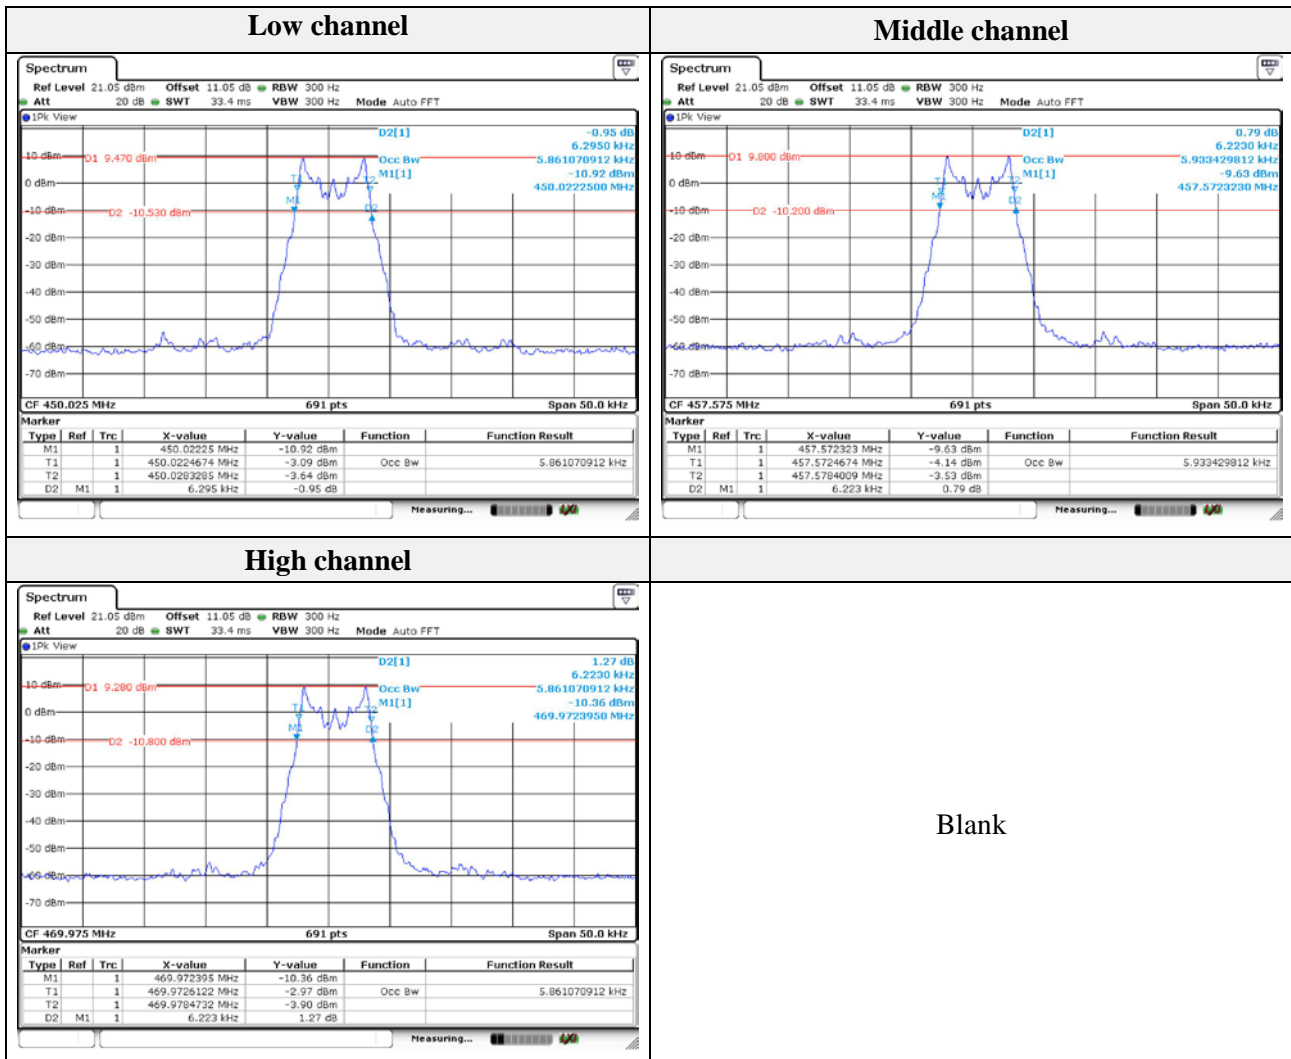 Low channel
Spectrum
Ref Level 21.05 dBm Offset 11.05 dB RBW 300 Hz
Att 20 dB SWT 33.4 ms VBW 300 Hz Mode Auto FFT
1Pk View
D2[1] -0.95 dB
6.2950 kHz
10 dBm
D1 9.470 dBm
Occ Bw 5.861070912 kHz
M1[1] -10.92 dBm
450.0222500 MHz
T1
T2
0 dBm
M1
D2
-10 dBm
D2 -10.530 dBm
-20 dBm
-30 dBm
-40 dBm
-50 dBm
-60 dBm
-70 dBm
CF 450.025 MHz 691 pts Span 50.0 kHz
Marker
Type Ref Trc X-value Y-value Function Function Result
M1 1 450.02225 MHz -10.92 dBm
T1 1 450.0224674 MHz -3.09 dBm Occ Bw 5.861070912 kHz
T2 1 450.0283285 MHz -3.64 dBm
D2 M1 1 6.295 kHz -0.95 dB
Measuring...
Middle channel
Spectrum
Ref Level 21.05 dBm Offset 11.05 dB RBW 300 Hz
Att 20 dB SWT 33.4 ms VBW 300 Hz Mode Auto FFT
1Pk View
D2[1] 0.79 dB
6.2230 kHz
10 dBm
D1 9.800 dBm
Occ Bw 5.933429812 kHz
M1[1] -9.63 dBm
457.5723230 MHz
T1
T2
0 dBm
M1
D2
-10 dBm
D2 -10.200 dBm
-20 dBm
-30 dBm
-40 dBm
-50 dBm
-60 dBm
-70 dBm
CF 457.575 MHz 691 pts Span 50.0 kHz
Marker
Type Ref Trc X-value Y-value Function Function Result
M1 1 457.572323 MHz -9.63 dBm
T1 1 457.5724674 MHz -4.14 dBm Occ Bw 5.933429812 kHz
T2 1 457.5784009 MHz -3.53 dBm
D2 M1 1 6.223 kHz 0.79 dB
Measuring...
High channel
Spectrum
Ref Level 21.05 dBm Offset 11.05 dB RBW 300 Hz
Att 20 dB SWT 33.4 ms VBW 300 Hz Mode Auto FFT
1Pk View
D2[1] 1.27 dB
6.2230 kHz
10 dBm
D1 9.280 dBm
Occ Bw 5.861070912 kHz
M1[1] -10.36 dBm
469.9723950 MHz
T1
T2
0 dBm
M1
D2
-10 dBm
D2 -10.800 dBm
-20 dBm
-30 dBm
-40 dBm
-50 dBm
-60 dBm
-70 dBm
CF 469.975 MHz 691 pts Span 50.0 kHz
Marker
Type Ref Trc X-value Y-value Function Function Result
M1 1 469.972395 MHz -10.36 dBm
T1 1 469.9726122 MHz -2.97 dBm Occ Bw 5.861070912 kHz
T2 1 469.9784732 MHz -3.90 dBm
D2 M1 1 6.223 kHz 1.27 dB
Measuring...
Blank